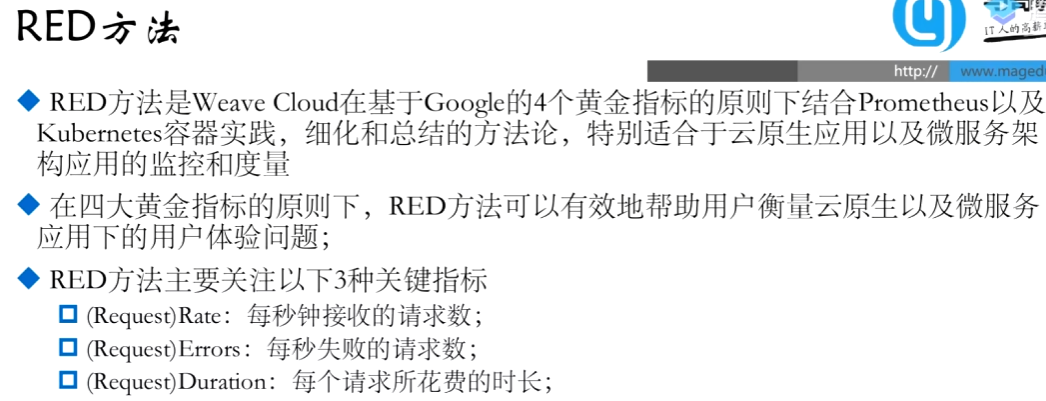 RED方法
IT人的高薪
http://
www.maged
RED方法是Weave Cloud在基于Google的4个黄金指标的原则下结合Prometheus以及
Kubernetes容器实践，细化和总结的方法论，特别适合于云原生应用以及微服务架
构应用的监控和度量
在四大黄金指标的原则下，RED方法可以有效地帮助用户衡量云原生以及微服务
应用下的用户体验问题；
RED方法主要关注以下3种关键指标
(Request)Rate：每秒钟接收的请求数；
(Request)Errors：每秒失败的请求数；
(Request)Duration：每个请求所花费的时长；